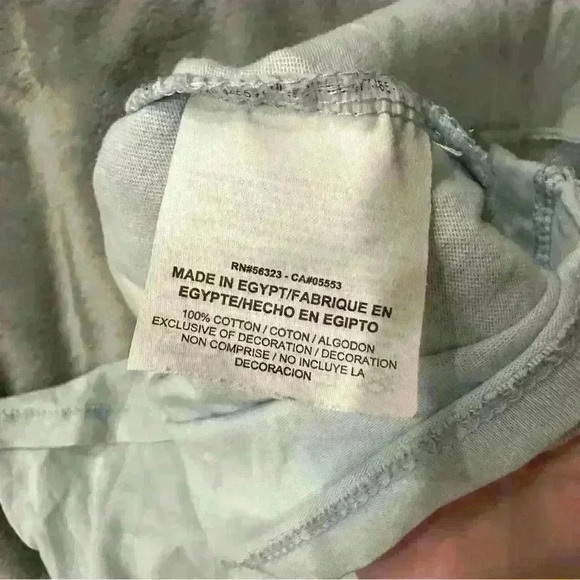 RN#56323 - CA#05553
MADE IN EGYPT/FABRIQUE EN
EGYPTE/HECHO EN EGIPTO
100% COTTON / COTON / ALGODON
EXCLUSIVE OF DECORATION / DECORATION
NON COMPRISE / NO INCLUYE LA
DECORACION